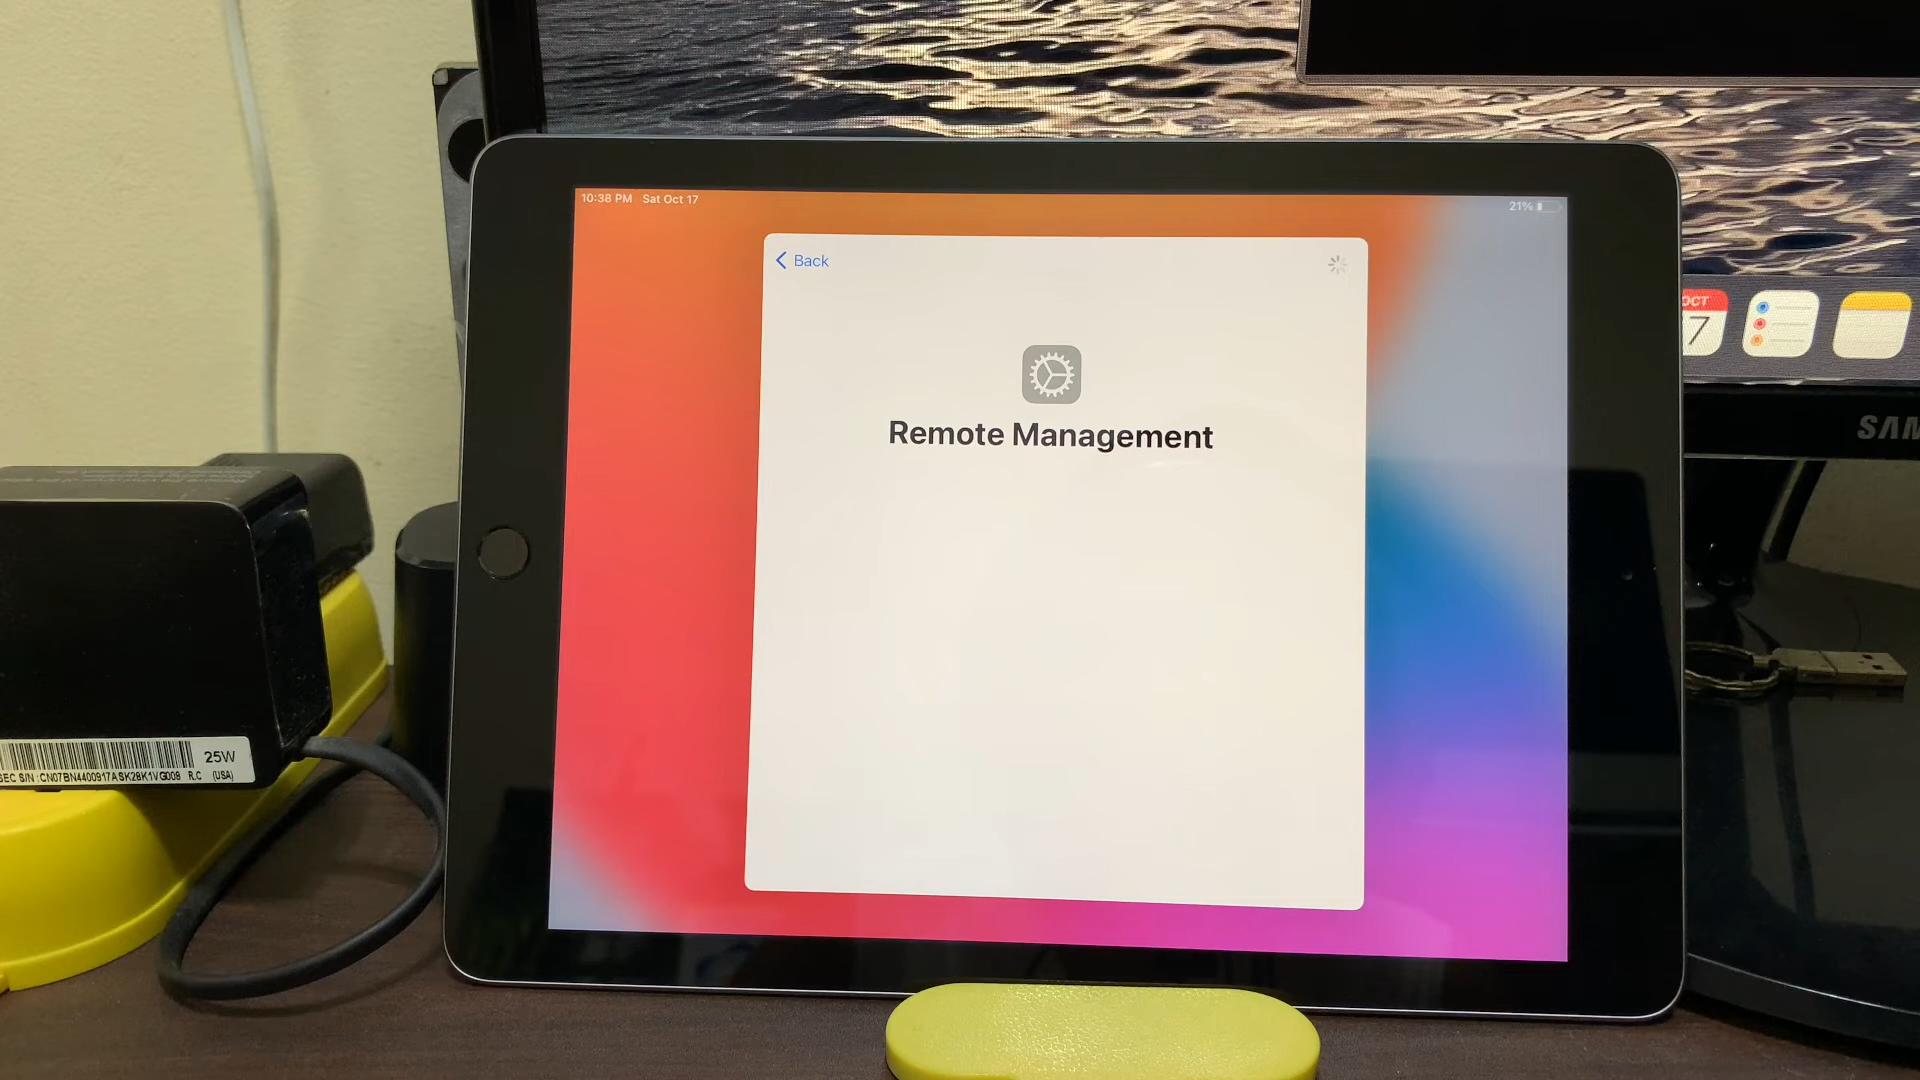 10:38 PM Sat Oct 17
21%
Back
OCT
Remote Management
SAM
25W
SEC S/N :CN07BN4400917ASK28K1VG008 R.C (USA)